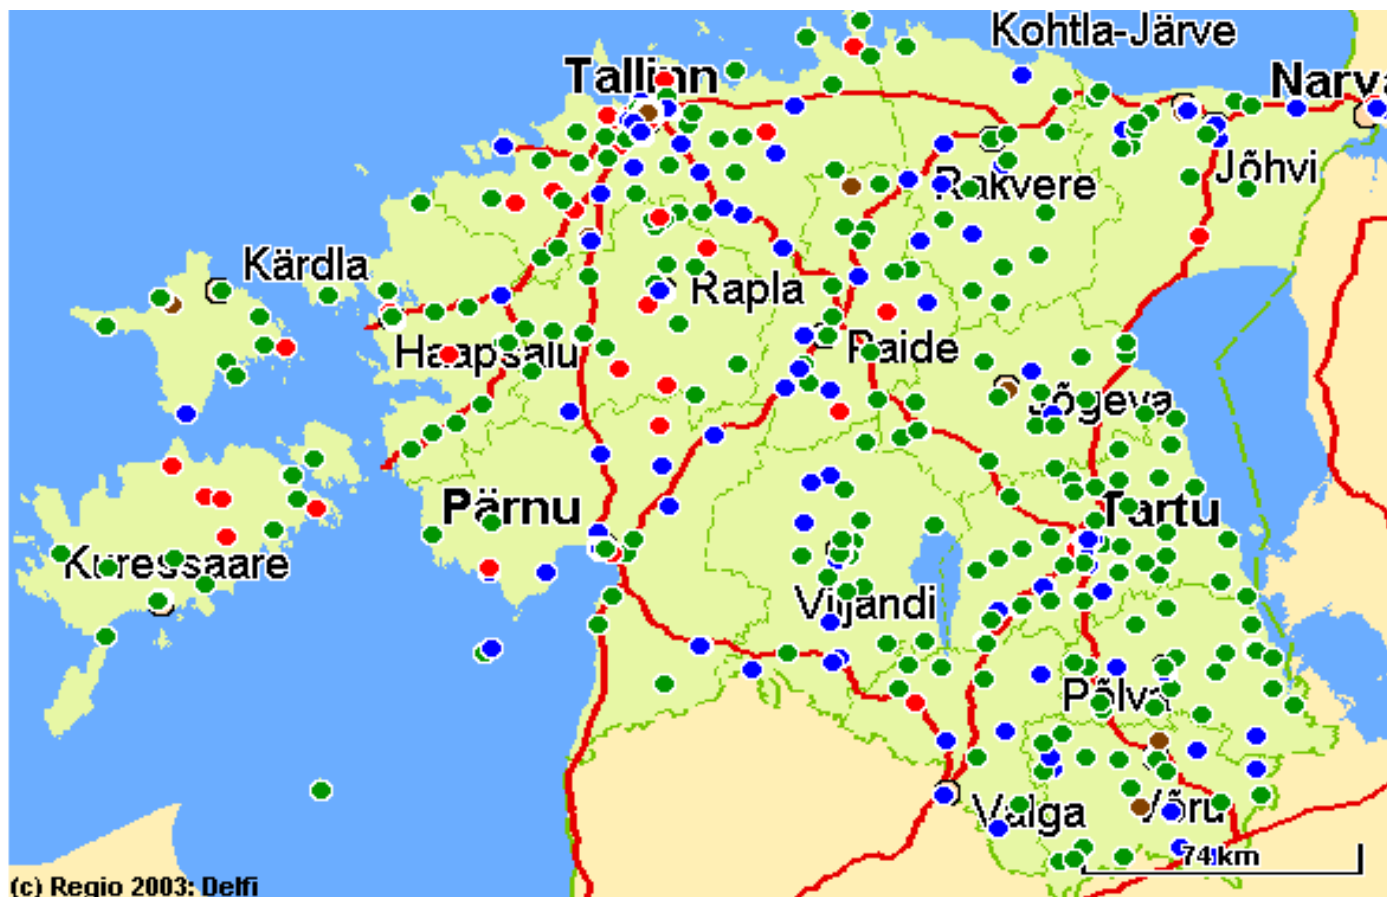 Kohtla-Järve
Tallinn
Narva
Jõhvi
Rakvere
Kärdla
Rapla
Haapsalu
Paide
Jõgeva
Pärnu
Tartu
Kuressaare
Viljandi
Põlva
Valga
Võru
74 km
(c) Regio 2003: Delfi